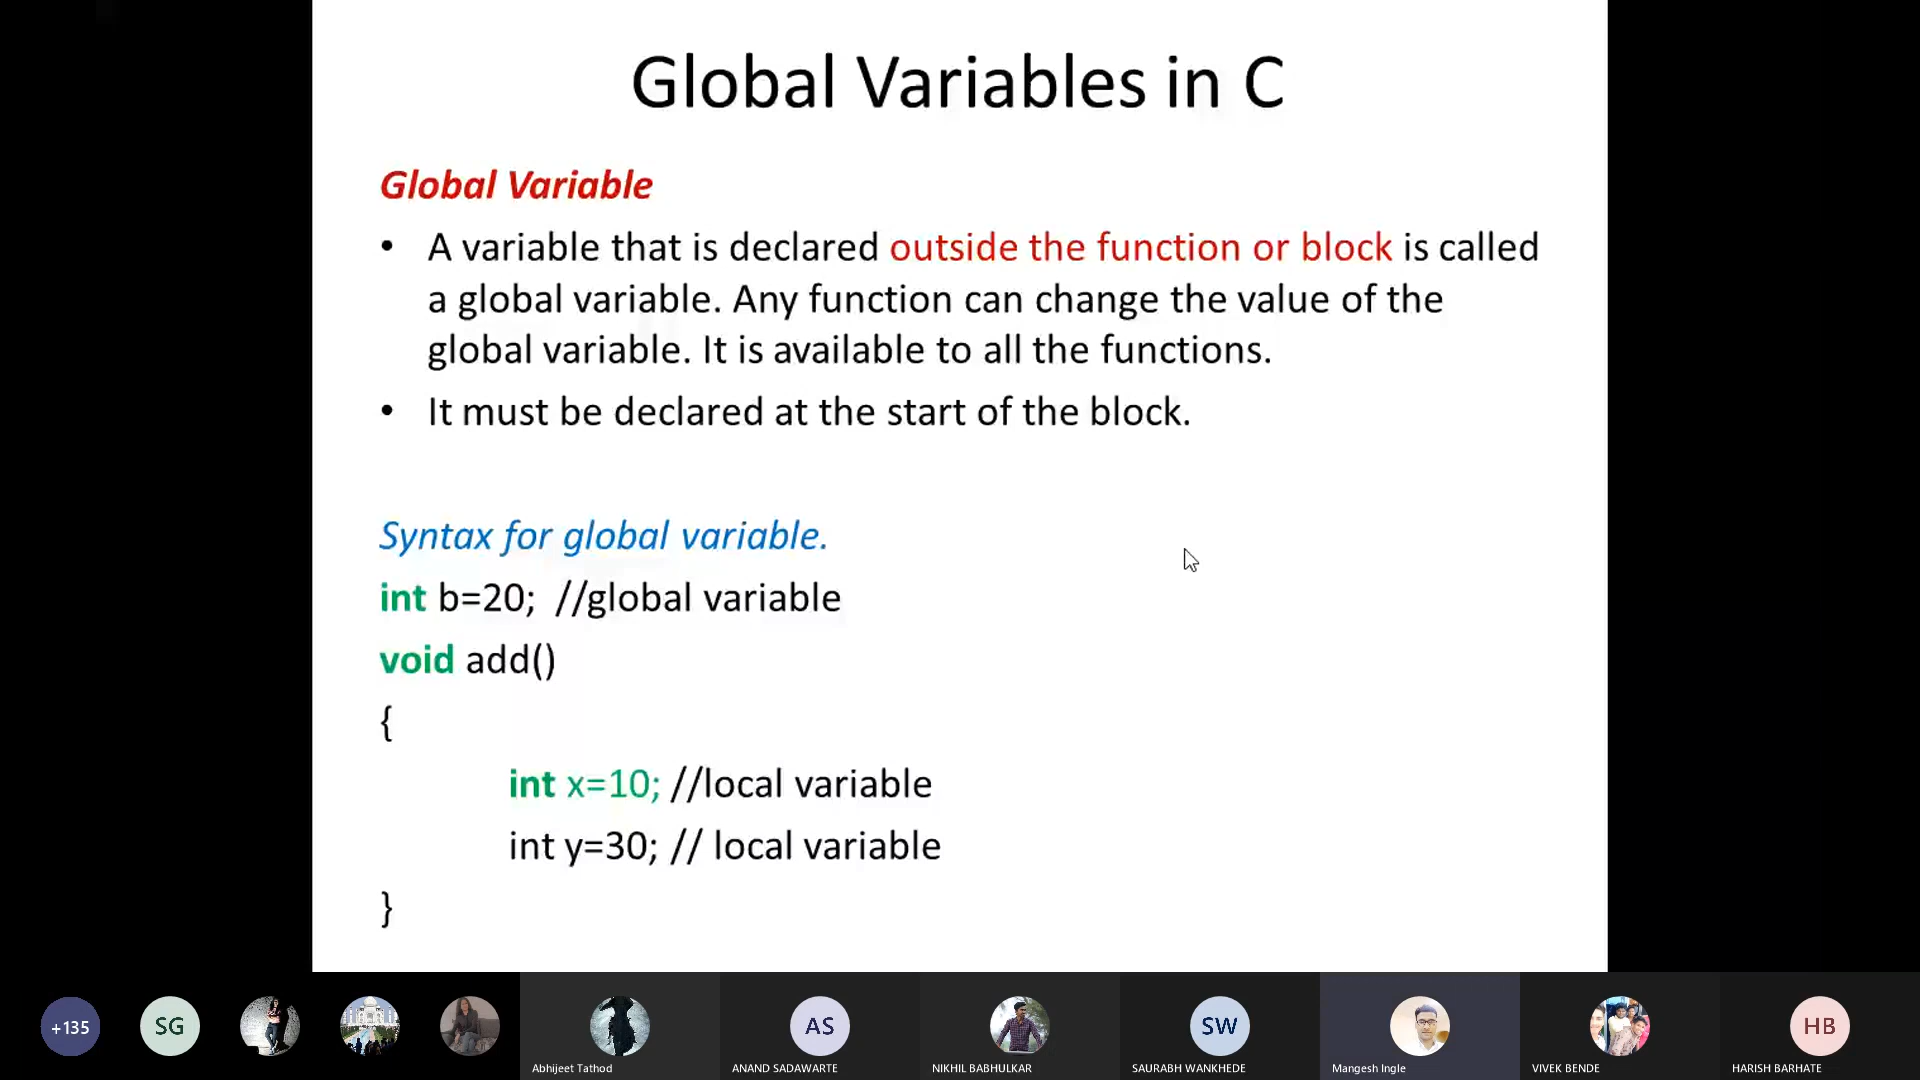 Global Variables in C
Global Variable
• A variable that is declared outside the function or block is called
a global variable. Any function can change the value of the
global variable. It is available to all the functions.
• It must be declared at the start of the block.
Syntax for global variable.
int b=20; //global variable
void add()
{
int x=10; //local variable
int y=30; // local variable
}
+135
SG
AS
SW
HB
Abhijeet Tathod
ANAND SADAWARTE
NIKHIL BABHULKAR
SAURABH WANKHEDE
Mangesh Ingle
VIVEK BENDE
HARISH BARHATE